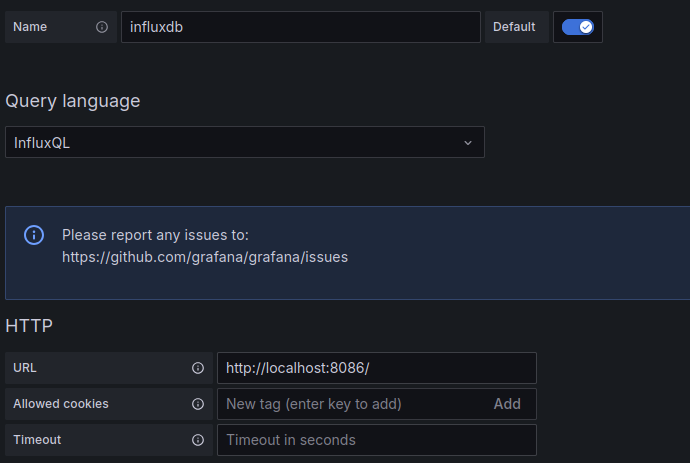 Name influxdb Default
Query language
InfluxQL
Please report any issues to:
https://github.com/grafana/grafana/issues
HTTP
URL http://localhost:8086/
Allowed cookies New tag (enter key to add) Add
Timeout Timeout in seconds